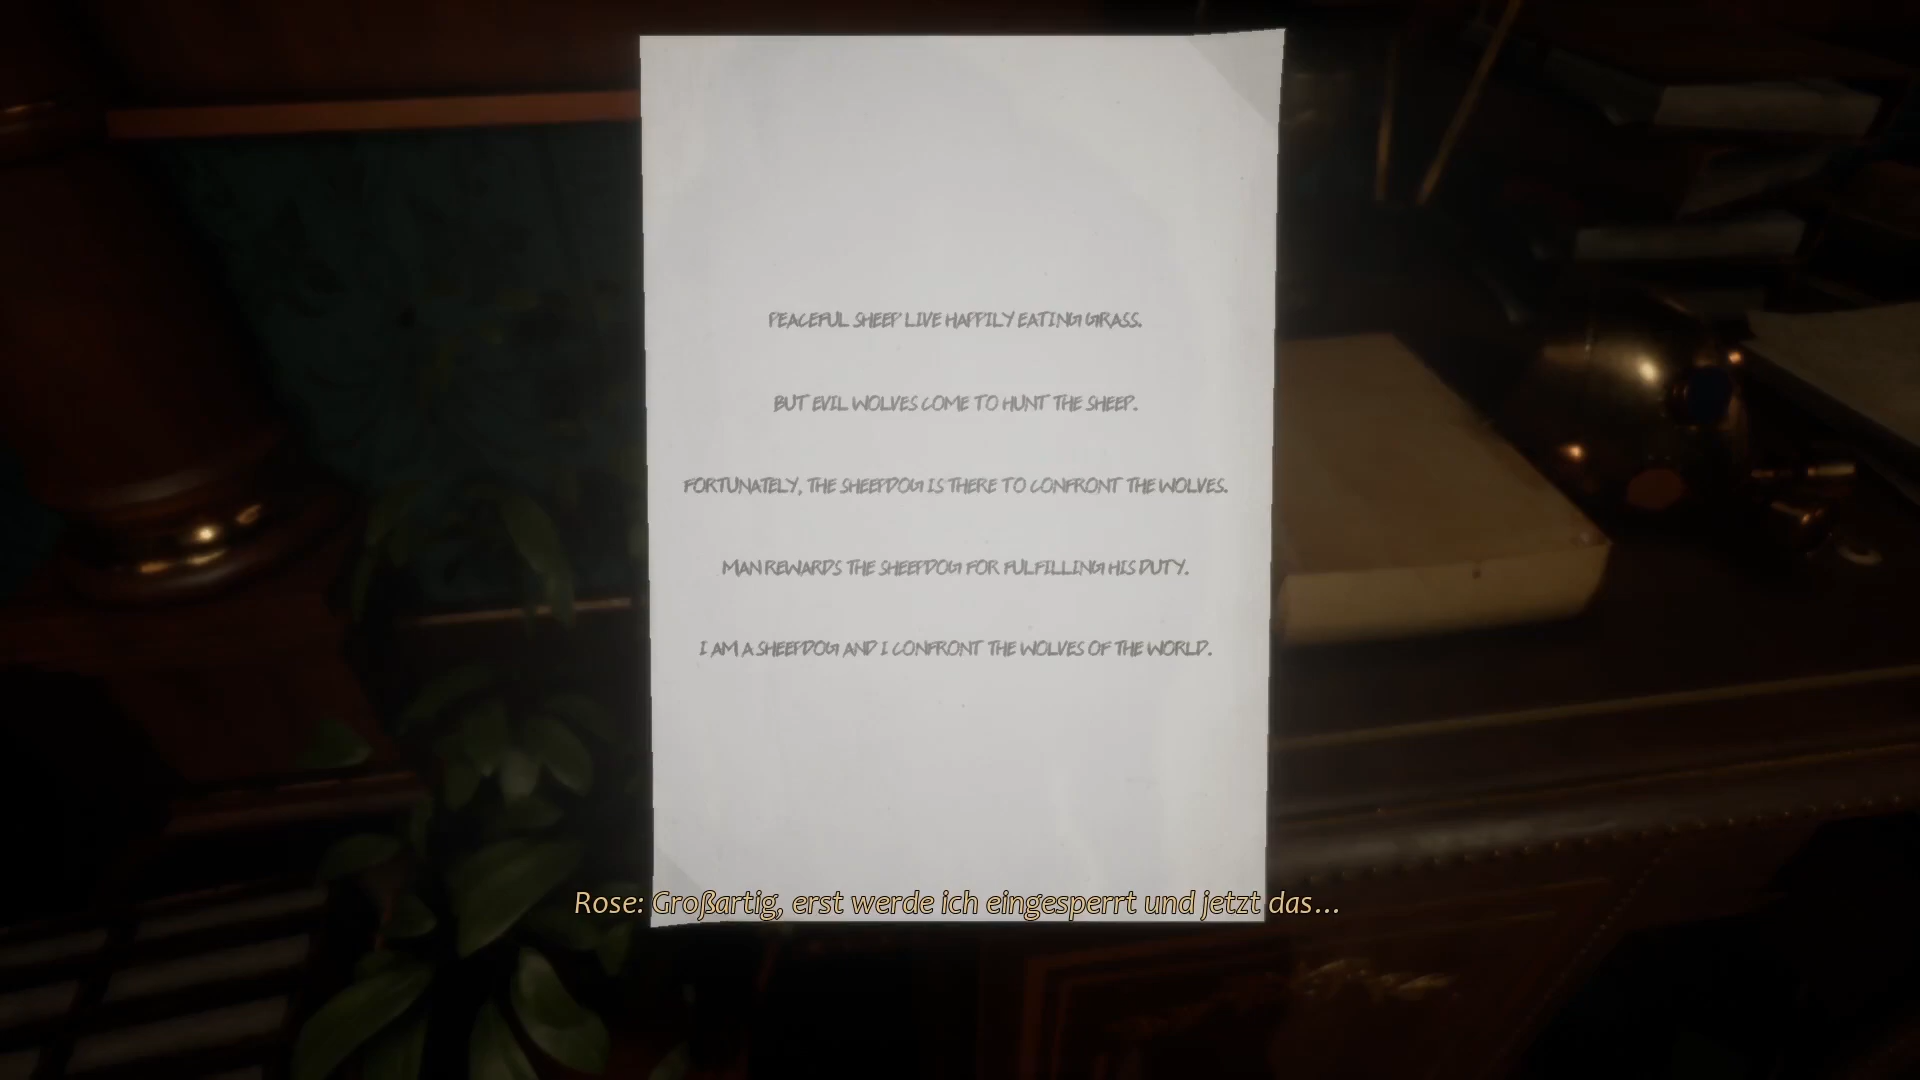 PEACEFUL SHEEP LIVE HAPPILY EATING GRASS.
BUT EVIL WOLVES COME TO HUNT THE SHEEP.
FORTUNATELY, THE SHEEPDOG IS THERE TO CONFRONT THE WOLVES.
MAN REWARDS THE SHEEPDOG FOR FULFILLING HIS DUTY.
I AM A SHEEPDOG AND I CONFRONT THE WOLVES OF THE WORLD.
Rose: Großartig, erst werde ich eingesperrt und jetzt das...